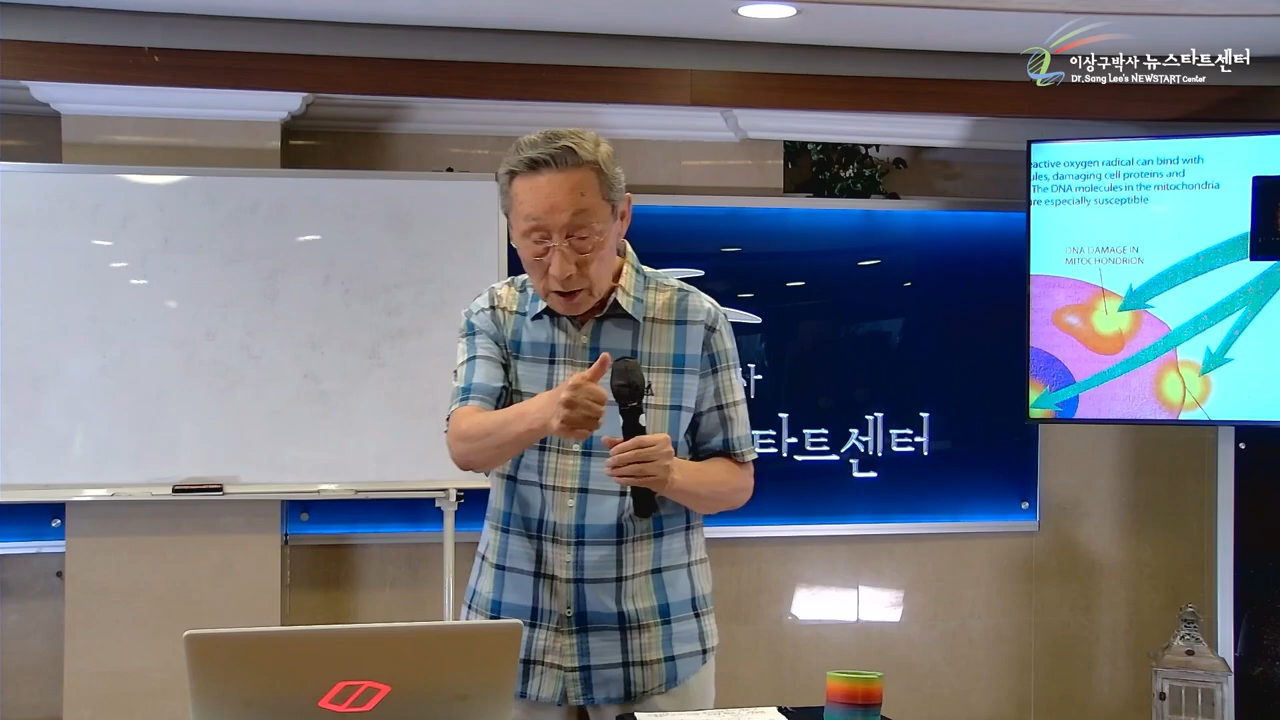 이상구박사 뉴스타트센터
Dr. Sang Lee's NEWSTART Center
eactive oxygen radical can bind with
ules, damaging cell proteins and
The DNA molecules in the mitochondria
re especially susceptible
DNA DAMAGE IN
MITOCHONDRION
사
타트센터